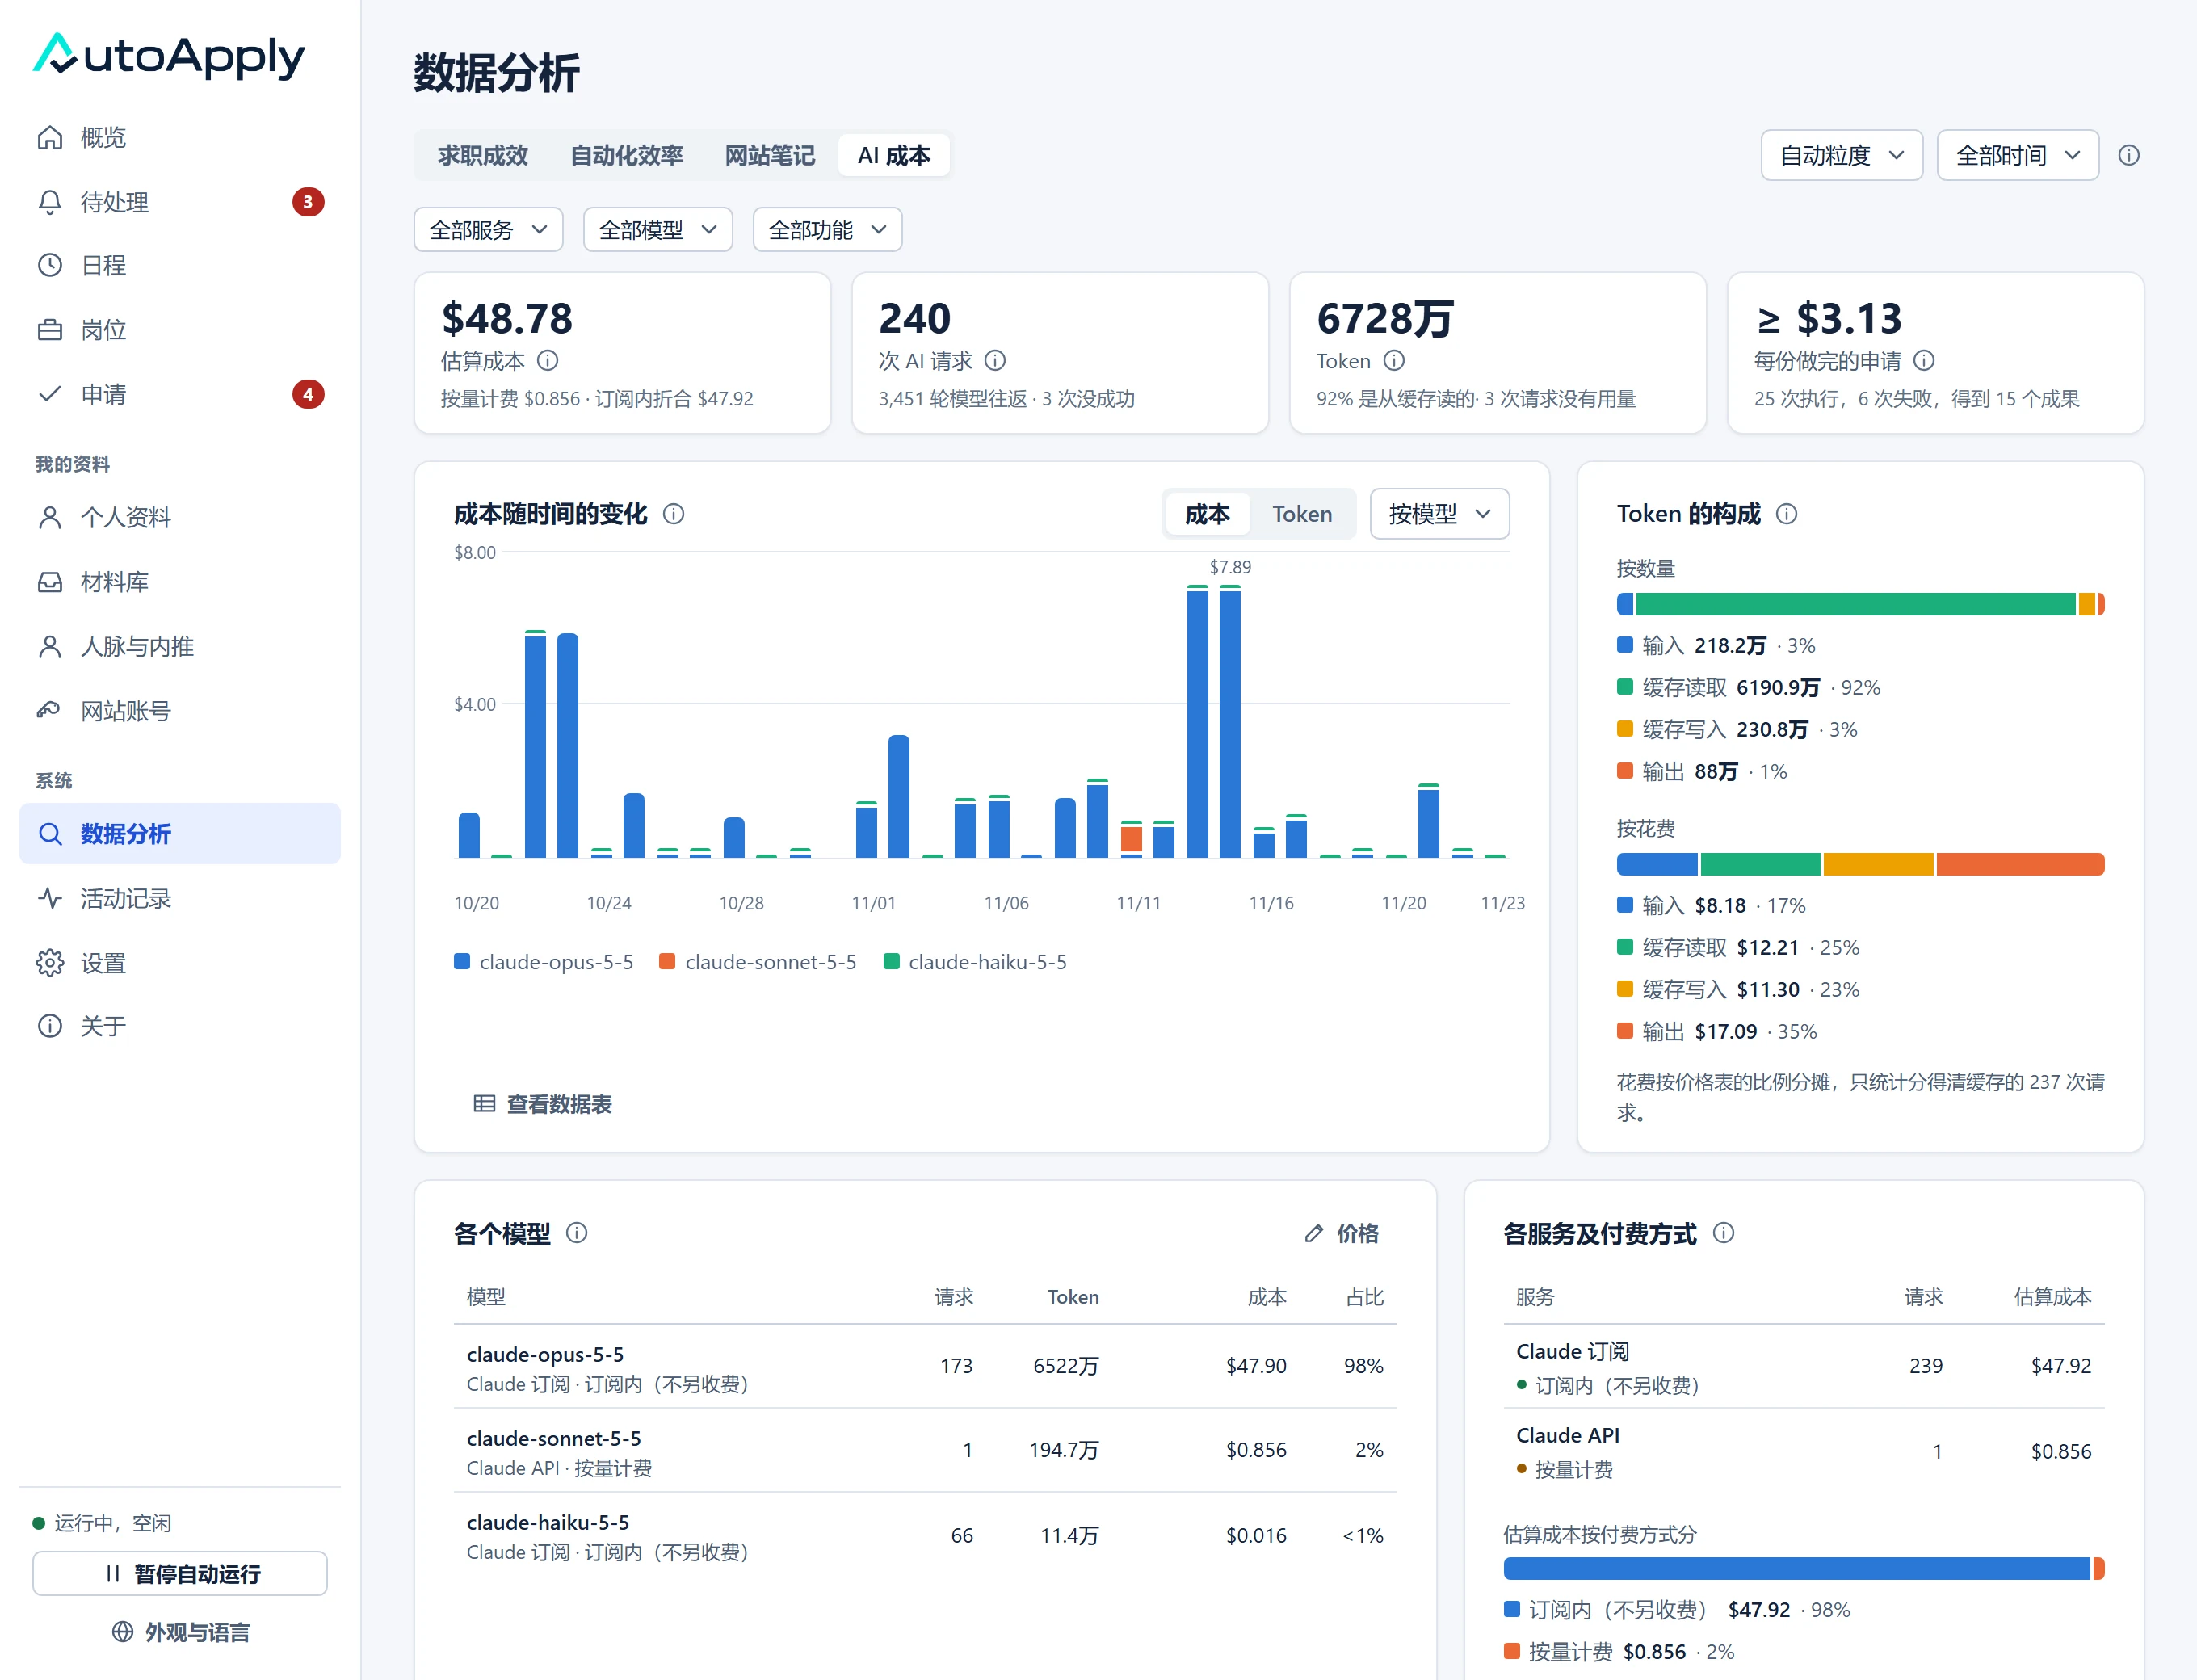 AutoApply
概览
待处理
3
日程
岗位
申请
4
我的资料
个人资料
材料库
人脉与内推
网站账号
系统
数据分析
活动记录
设置
关于
运行中，空闲
暂停自动运行
外观与语言
数据分析
求职成效 自动化效率 网站笔记 AI 成本
自动粒度 全部时间
全部服务 全部模型 全部功能
$48.78
估算成本
按量计费 $0.856 · 订阅内折合 $47.92
240
次 AI 请求
3,451 轮模型往返 · 3 次没成功
6728万
Token
92% 是从缓存读的· 3 次请求没有用量
≥ $3.13
每份做完的申请
25 次执行，6 次失败，得到 15 个成果
成本随时间的变化
成本 Token 按模型
$8.00
$7.89
$4.00
10/20 10/24 10/28 11/01 11/06 11/11 11/16 11/20 11/23
claude-opus-5-5 claude-sonnet-5-5 claude-haiku-5-5
查看数据表
Token 的构成
按数量
输入 218.2万 · 3%
缓存读取 6190.9万 · 92%
缓存写入 230.8万 · 3%
输出 88万 · 1%
按花费
输入 $8.18 · 17%
缓存读取 $12.21 · 25%
缓存写入 $11.30 · 23%
输出 $17.09 · 35%
花费按价格表的比例分摊，只统计分得清缓存的 237 次请
求。
各个模型
价格
模型 请求 Token 成本 占比
claude-opus-5-5
Claude 订阅 · 订阅内（不另收费）
173 6522万 $47.90 98%
claude-sonnet-5-5
Claude API · 按量计费
1 194.7万 $0.856 2%
claude-haiku-5-5
Claude 订阅 · 订阅内（不另收费）
66 11.4万 $0.016 <1%
各服务及付费方式
服务 请求 估算成本
Claude 订阅
订阅内（不另收费）
239 $47.92
Claude API
按量计费
1 $0.856
估算成本按付费方式分
订阅内（不另收费） $47.92 · 98%
按量计费 $0.856 · 2%